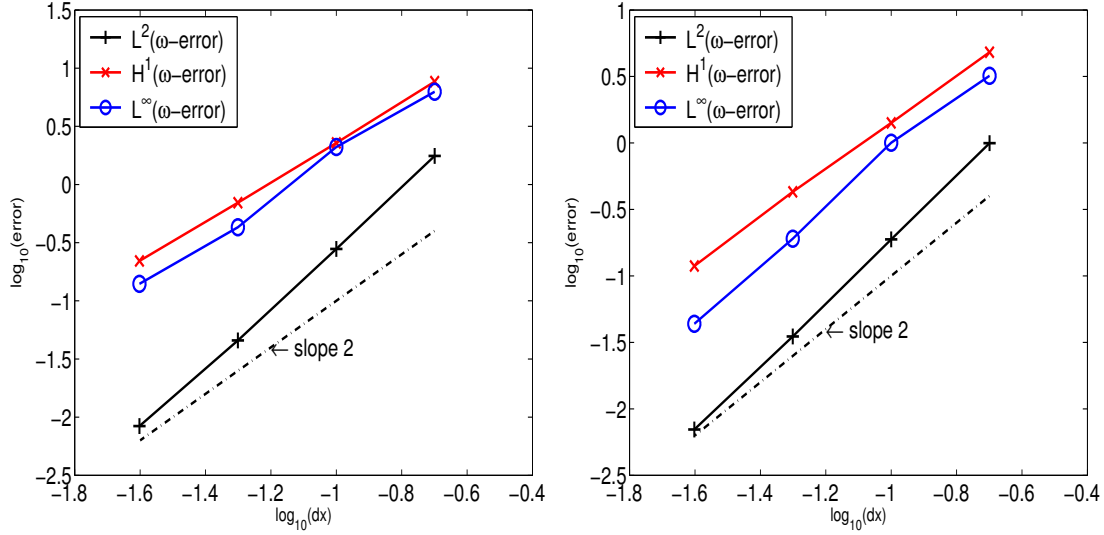 1.5
1
0.5
0
−0.5
−1
−1.5
−2
−2.5
−1.8
−1.6
−1.4
−1.2
−1
−0.8
−0.6
−0.4
log₁₀(dx)
log₁₀(error)
L²(ω−error)
H¹(ω−error)
L∞(ω−error)
← slope 2
1
0.5
0
−0.5
−1
−1.5
−2
−2.5
−1.8
−1.6
−1.4
−1.2
−1
−0.8
−0.6
−0.4
log₁₀(dx)
log₁₀(error)
L²(ω−error)
H¹(ω−error)
L∞(ω−error)
← slope 2